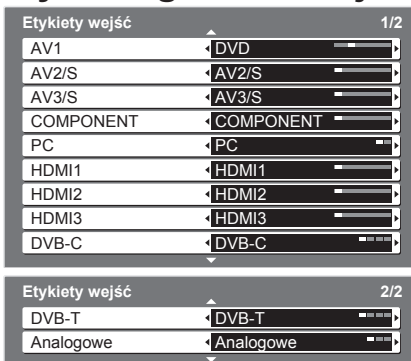 Etykiety wejść 1/2
AV1 DVD
AV2/S AV2/S
AV3/S AV3/S
COMPONENT COMPONENT
PC PC
HDMI1 HDMI1
HDMI2 HDMI2
HDMI3 HDMI3
DVB-C DVB-C
Etykiety wejść 2/2
DVB-T DVB-T
Analogowe Analogowe